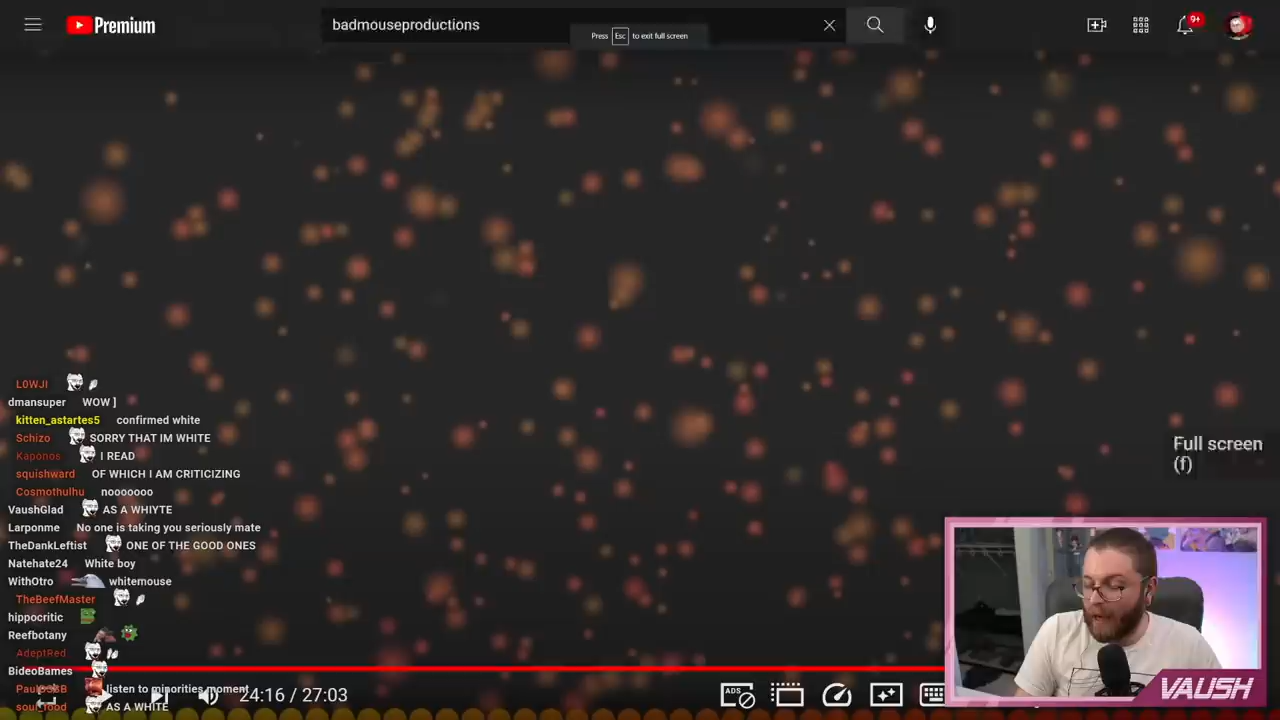 Premium
badmouseproductions
9+
Press Esc to exit full screen
L0WJI
dmansuper WOW ]
kitten_astartes5 confirmed white
Schizo SORRY THAT IM WHITE
Kaponos I READ
squishward OF WHICH I AM CRITICIZING
Cosmothulhu nooooooo
VaushGlad AS A WHIYTE
Larponme No one is taking you seriously mate
TheDankLeftist ONE OF THE GOOD ONES
Natehate24 White boy
WithOtro whitemouse
TheBeefMaster
hippocritic
Reefbotany
AdeptRed
BideoBames
listen to minorities moment
AS A WHITE
24:16 / 27:03
ADS
Full screen
(f)
VAUSH